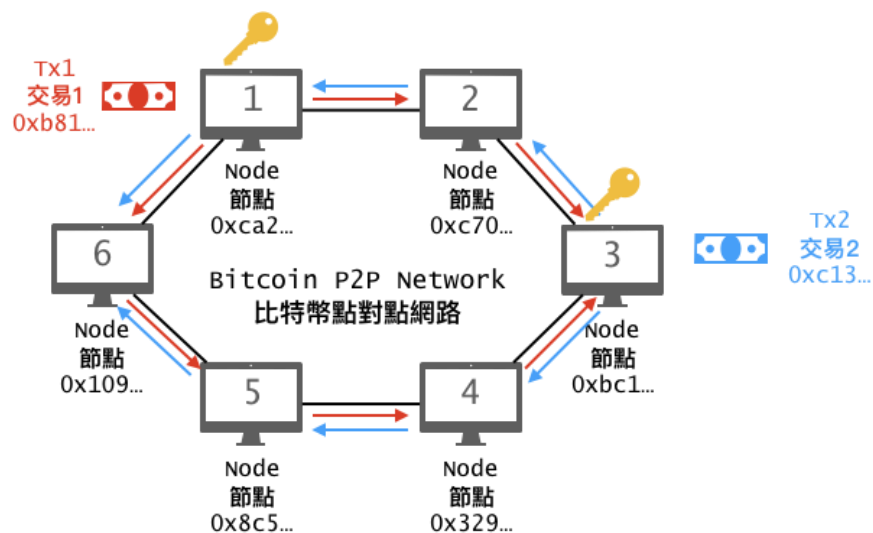 Tx1
交易1
0xb81...
1
Node
節點
0xca2...
2
Node
節點
0xc70...
3
Node
節點
0xbc1...
Tx2
交易2
0xc13...
6
Node
節點
0x109...
Bitcoin P2P Network
比特幣點對點網路
5
Node
節點
0x8c5...
4
Node
節點
0x329...